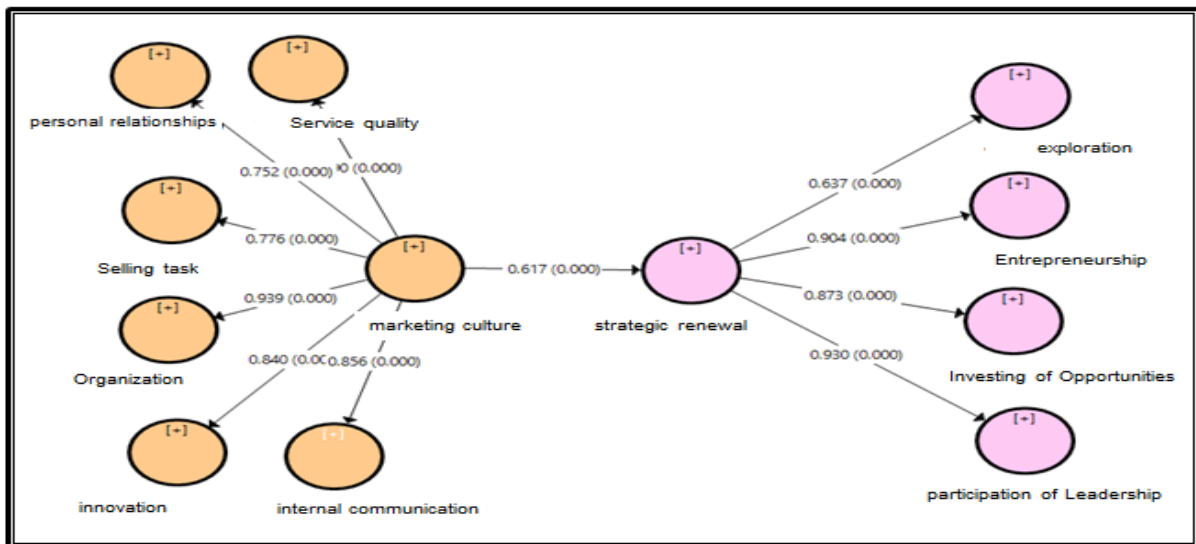 [+]
[+]
personal relationships
Service quality
0.752 (0.000)
0 (0.000)
[+]
0.776 (0.000)
Selling task
[+]
0.939 (0.000)
Organization
[+]
marketing culture
0.617 (0.000)
[+]
strategic renewal
0.840 (0.00
0.856 (0.000)
[+]
innovation
[+]
internal communication
[+]
exploration
0.637 (0.000)
[+]
0.904 (0.000)
Entrepreneurship
0.873 (0.000)
[+]
Investing of Opportunities
0.930 (0.000)
[+]
participation of Leadership